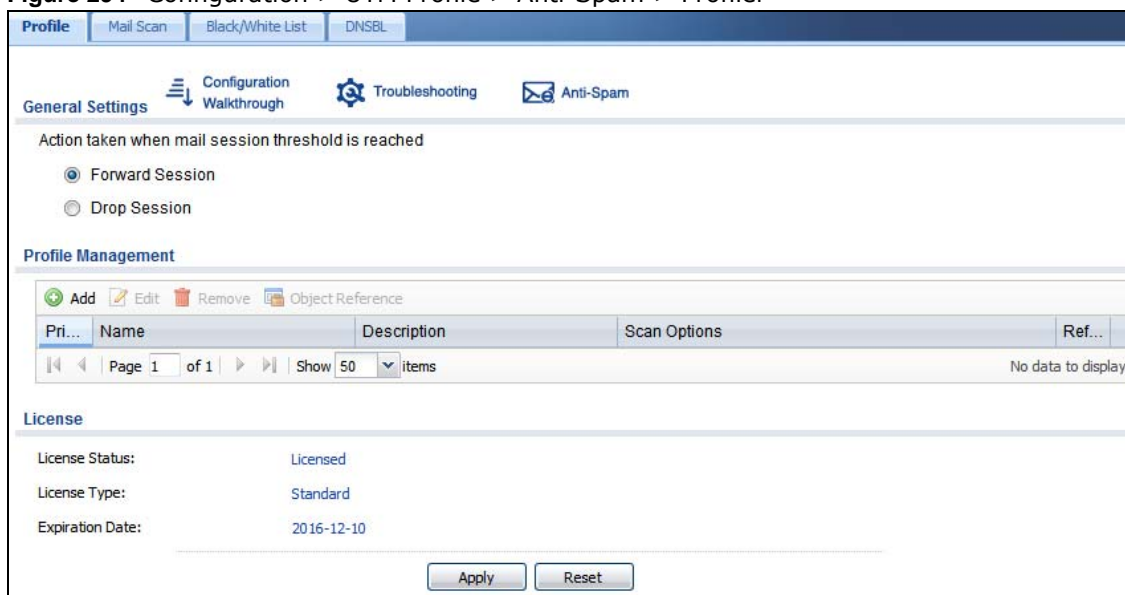 Profile Mail Scan Black/White List DNSBL
General Settings Configuration Walkthrough Troubleshooting Anti-Spam
Action taken when mail session threshold is reached
Forward Session
Drop Session
Profile Management
Add Edit Remove Object Reference
Pri... Name Description Scan Options Ref...
Page 1 of 1 Show 50 items No data to display
License
License Status: Licensed
License Type: Standard
Expiration Date: 2016-12-10
Apply Reset